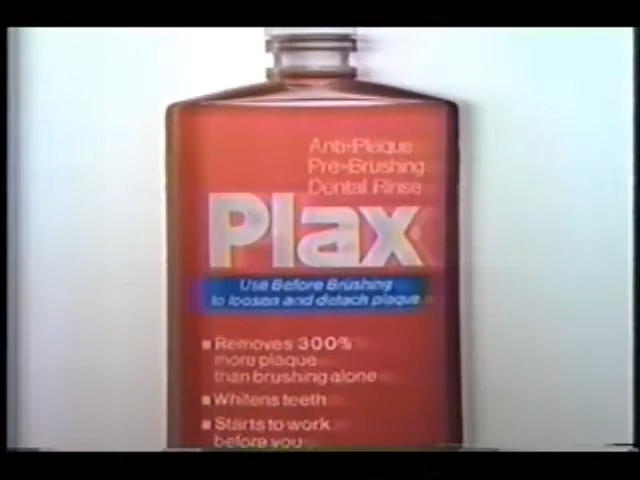 Anti-Plaque
Pre-Brushing
Dental Rinse
Plax
Use Before Brushing
to loosen and detach plaque
▪ Removes 300%
more plaque
than brushing alone
▪ Whitens teeth
▪ Starts to work
before you